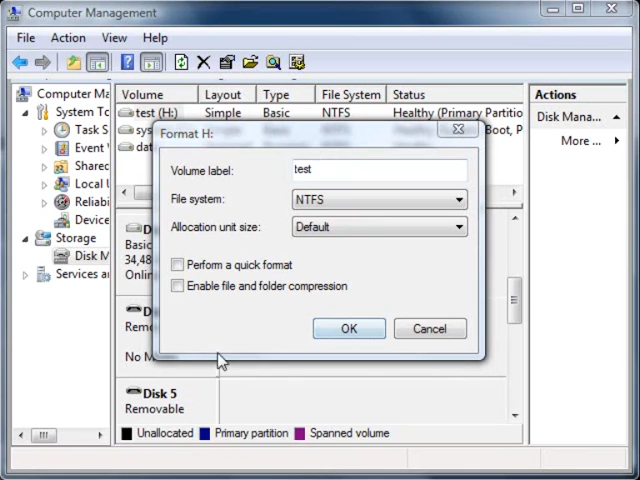 Computer Management
File Action View Help
Computer Ma
System To
Task S
Event
Shared
Local U
Reliabi
Device
Storage
Disk M
Services an
Volume Layout Type File System Status
test (H:) Simple Basic NTFS Healthy (Primary Partitio
sys
Boot, P
dat
Format H:
Volume label: test
File system: NTFS
Allocation unit size: Default
Perform a quick format
Enable file and folder compression
OK Cancel
Basic
34,48
Onlin
Remo
No M
Disk 5
Removable
Unallocated Primary partition Spanned volume
Actions
Disk Mana...
More ...